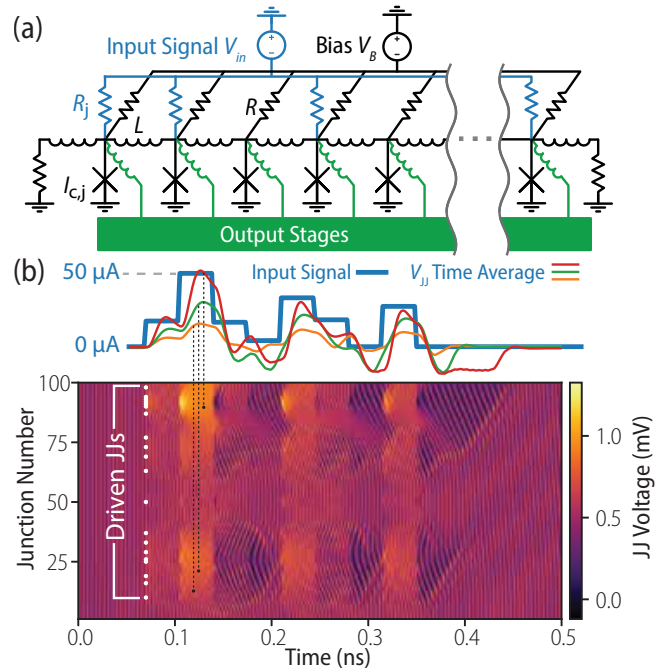 (a)
Input Signal V_in
Bias V_B
R_j
R
L
I_c,j
Output Stages
(b)
50 µA
Input Signal
V_JJ Time Average
0 µA
100
75
50
25
Junction Number
Driven JJs
1.0
0.5
0.0
JJ Voltage (mV)
0.0
0.1
0.2
0.3
0.4
0.5
Time (ns)